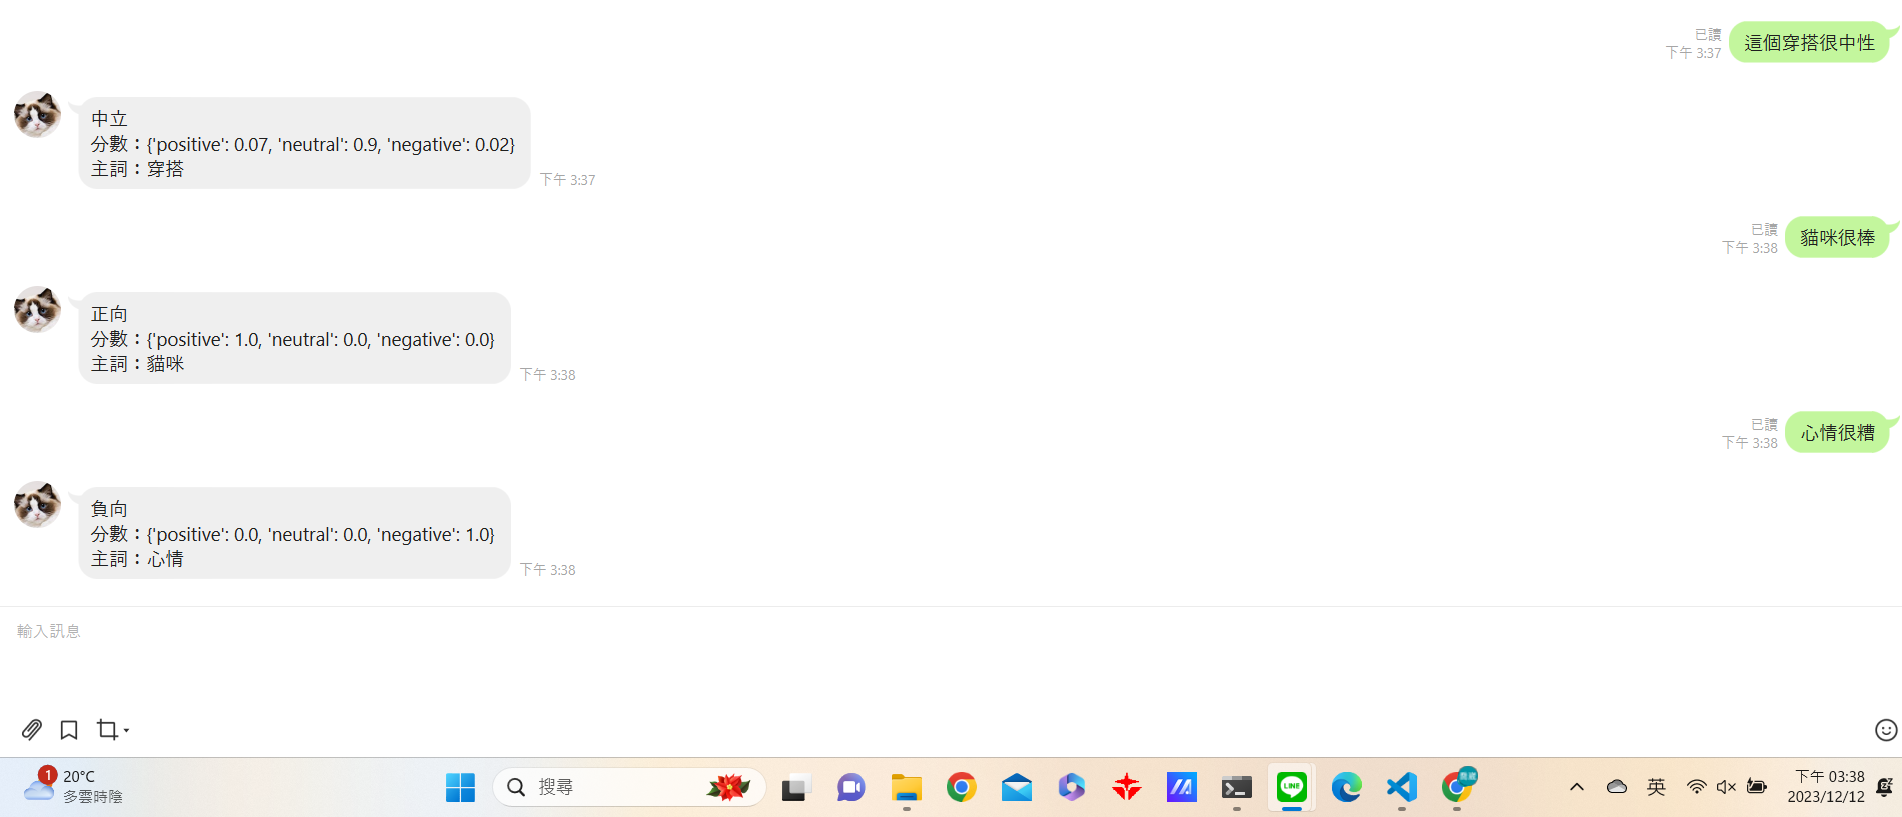 已讀
下午 3:37
這個穿搭很中性
中立
分數：{'positive': 0.07, 'neutral': 0.9, 'negative': 0.02}
主詞：穿搭
下午 3:37
已讀
下午 3:38
貓咪很棒
正向
分數：{'positive': 1.0, 'neutral': 0.0, 'negative': 0.0}
主詞：貓咪
下午 3:38
已讀
下午 3:38
心情很糟
負向
分數：{'positive': 0.0, 'neutral': 0.0, 'negative': 1.0}
主詞：心情
下午 3:38
輸入訊息
1
20°C
多雲時陰
搜尋
LINE
英
下午 03:38
2023/12/12